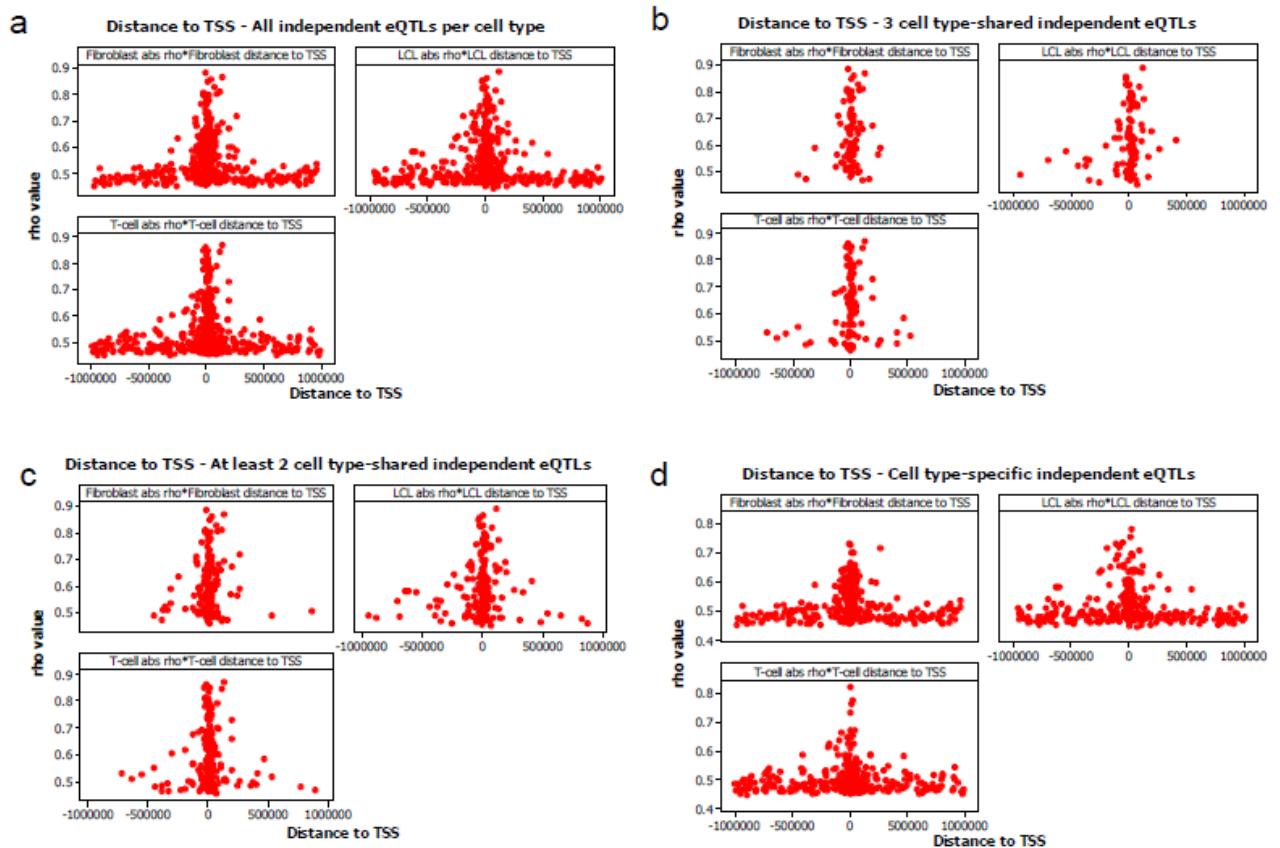 a
Distance to TSS - All independent eQTLs per cell type
Fibroblast abs rho*Fibroblast distance to TSS
LCL abs rho*LCL distance to TSS
0.9
0.8
0.7
0.6
0.5
-1000000 -500000 0 500000 1000000
T-cell abs rho*T-cell distance to TSS
rho value
0.9
0.8
0.7
0.6
0.5
-1000000 -500000 0 500000 1000000
Distance to TSS
b
Distance to TSS - 3 cell type-shared independent eQTLs
Fibroblast abs rho*Fibroblast distance to TSS
LCL abs rho*LCL distance to TSS
0.9
0.8
0.7
0.6
0.5
-1000000 -500000 0 500000 1000000
T-cell abs rho*T-cell distance to TSS
rho value
0.9
0.8
0.7
0.6
0.5
-1000000 -500000 0 500000 1000000
Distance to TSS
c
Distance to TSS - At least 2 cell type-shared independent eQTLs
Fibroblast abs rho*Fibroblast distance to TSS
LCL abs rho*LCL distance to TSS
0.9
0.8
0.7
0.6
0.5
-1000000 -500000 0 500000 1000000
T-cell abs rho*T-cell distance to TSS
rho value
0.9
0.8
0.7
0.6
0.5
-1000000 -500000 0 500000 1000000
Distance to TSS
d
Distance to TSS - Cell type-specific independent eQTLs
Fibroblast abs rho*Fibroblast distance to TSS
LCL abs rho*LCL distance to TSS
0.8
0.7
0.6
0.5
0.4
-1000000 -500000 0 500000 1000000
T-cell abs rho*T-cell distance to TSS
rho value
0.8
0.7
0.6
0.5
0.4
-1000000 -500000 0 500000 1000000
Distance to TSS